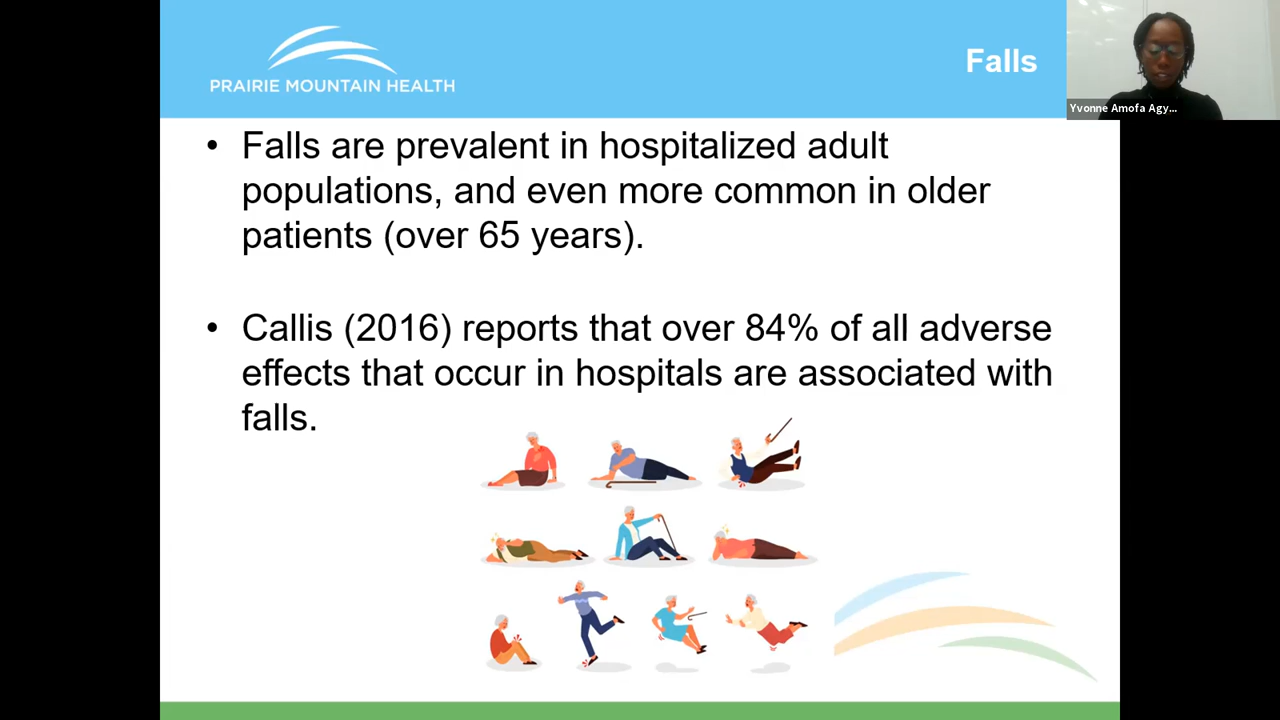 PRAIRIE MOUNTAIN HEALTH
Falls
Yvonne Amofa Agy...
• Falls are prevalent in hospitalized adult
populations, and even more common in older
patients (over 65 years).
• Callis (2016) reports that over 84% of all adverse
effects that occur in hospitals are associated with
falls.